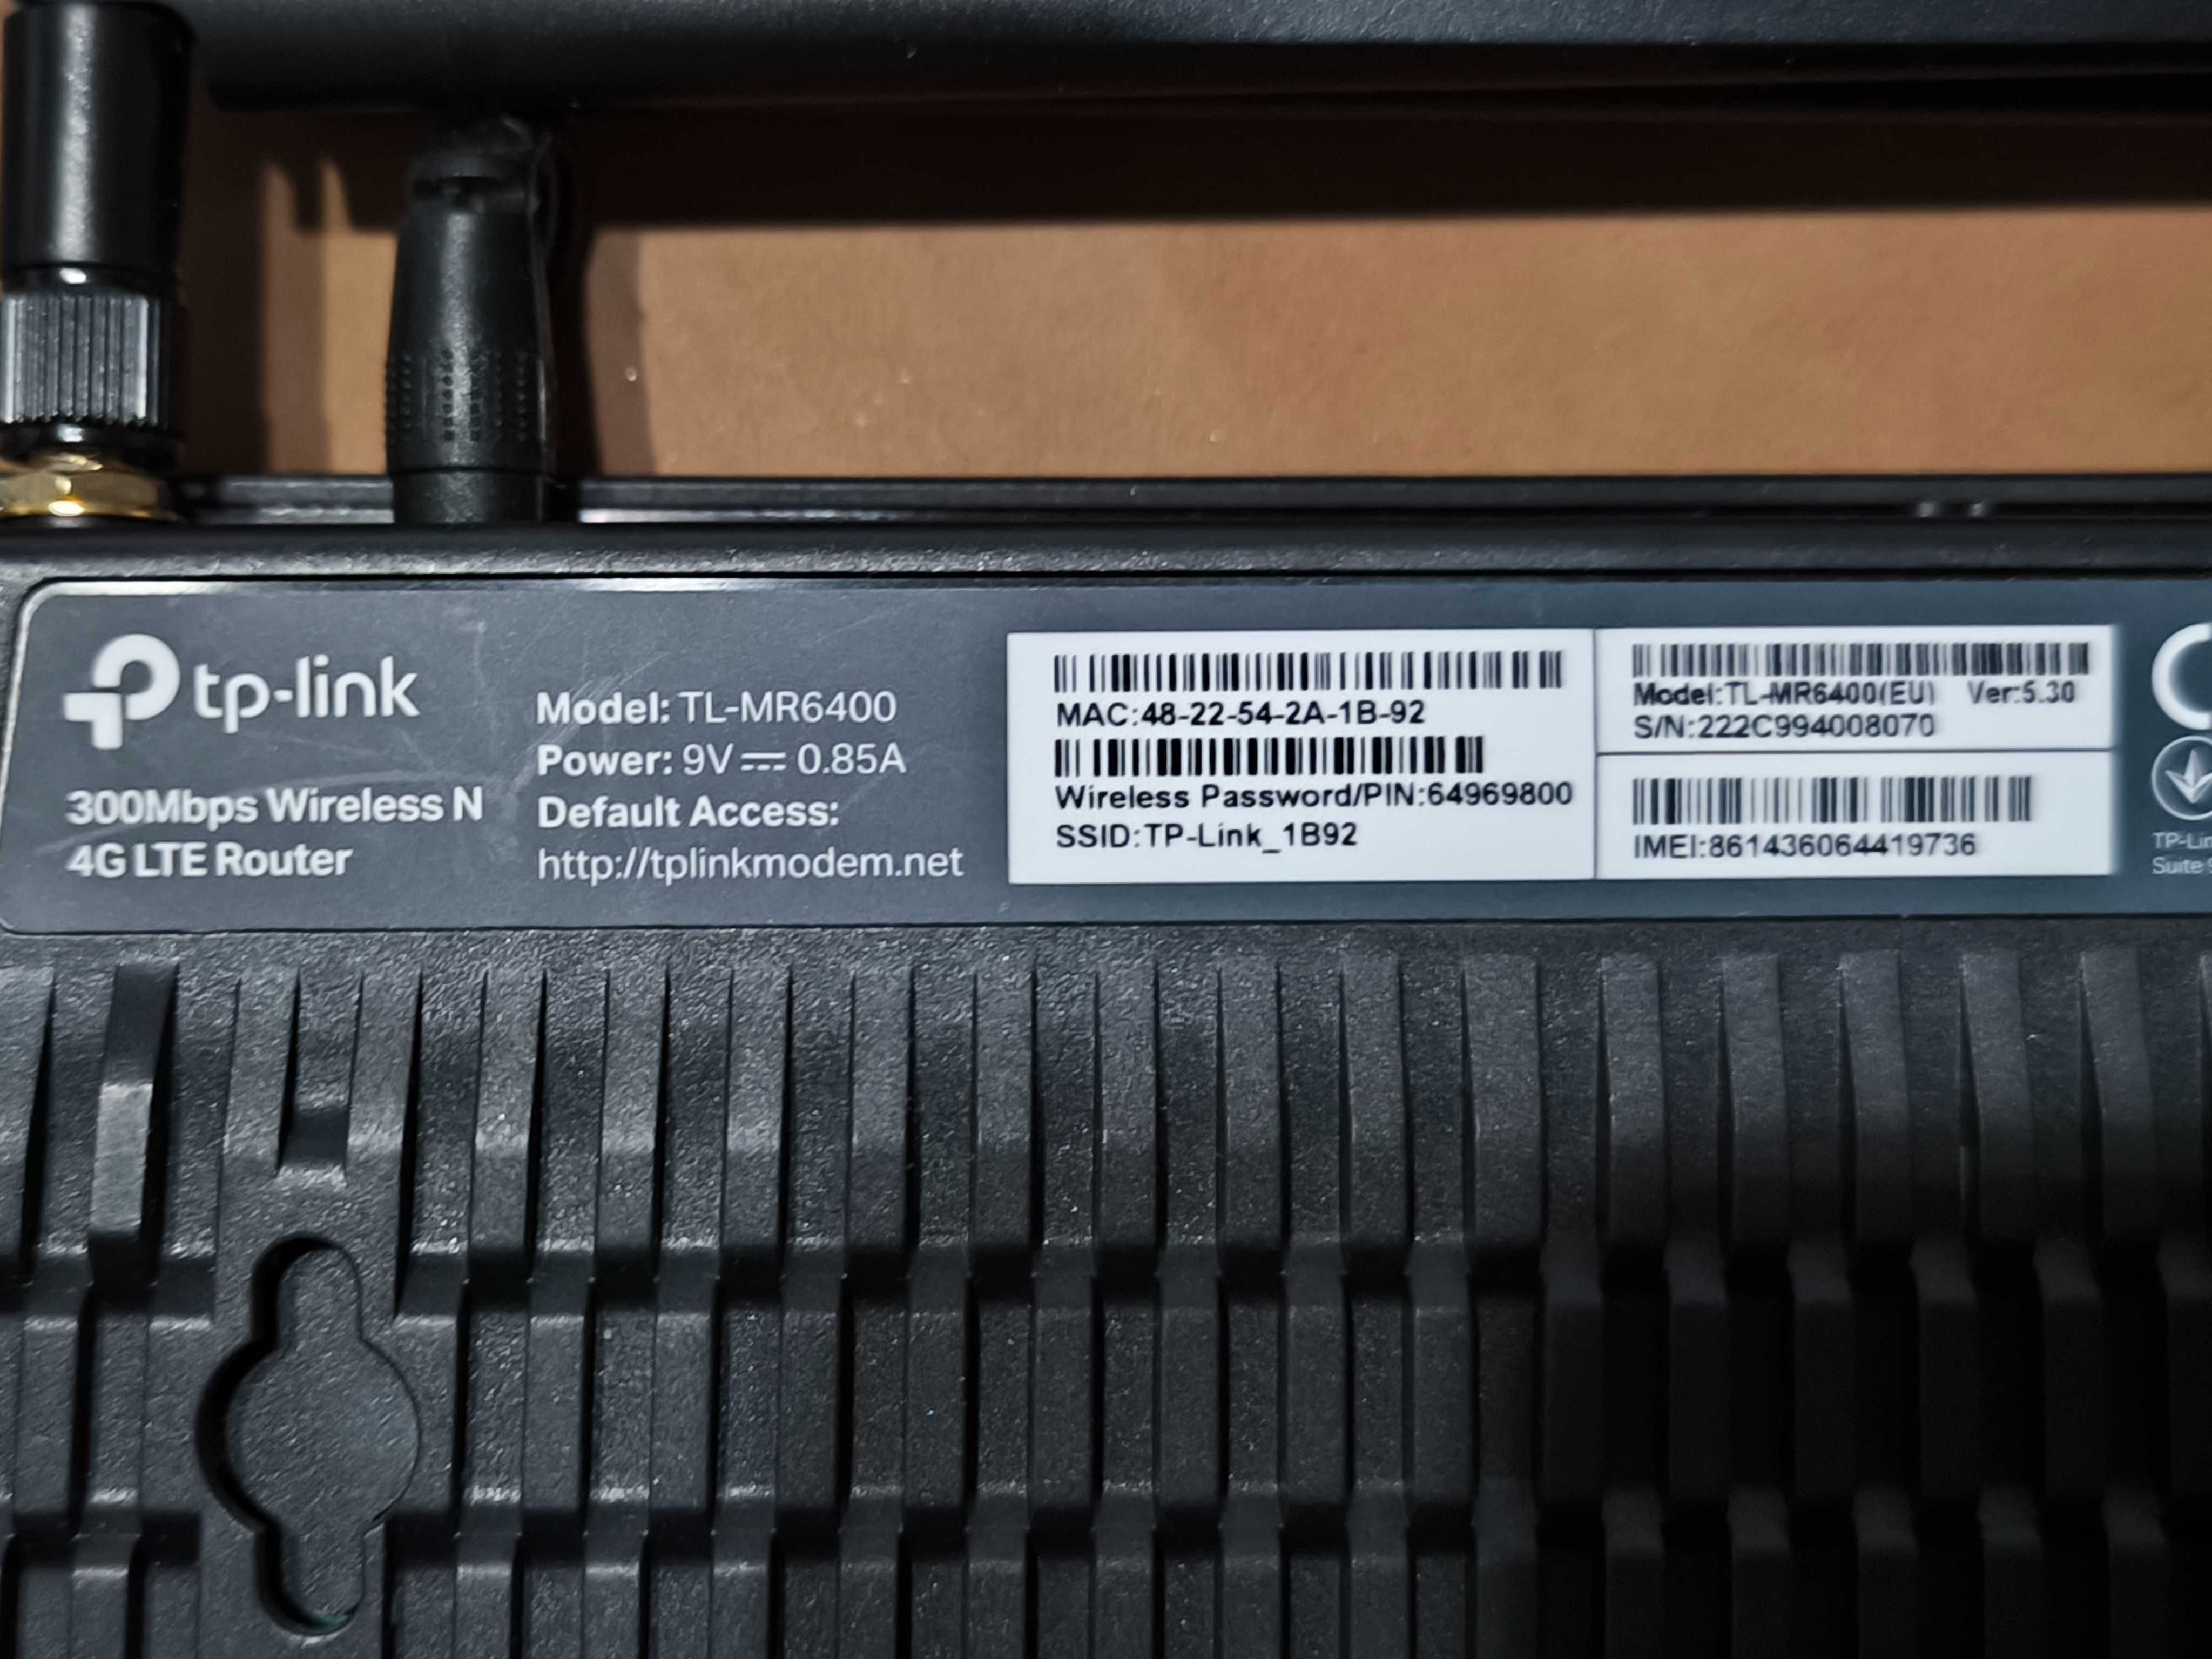 tp-link
300Mbps Wireless N
4G LTE Router
Model: TL-MR6400
Power: 9V⎓0.85A
Default Access:
http://tplinkmodem.net
MAC:48-22-54-2A-1B-92
Wireless Password/PIN:64969800
SSID:TP-Link_1B92
Model:TL-MR6400(EU) Ver:5.30
S/N:222C994008070
IMEI:861436064419736
Suite